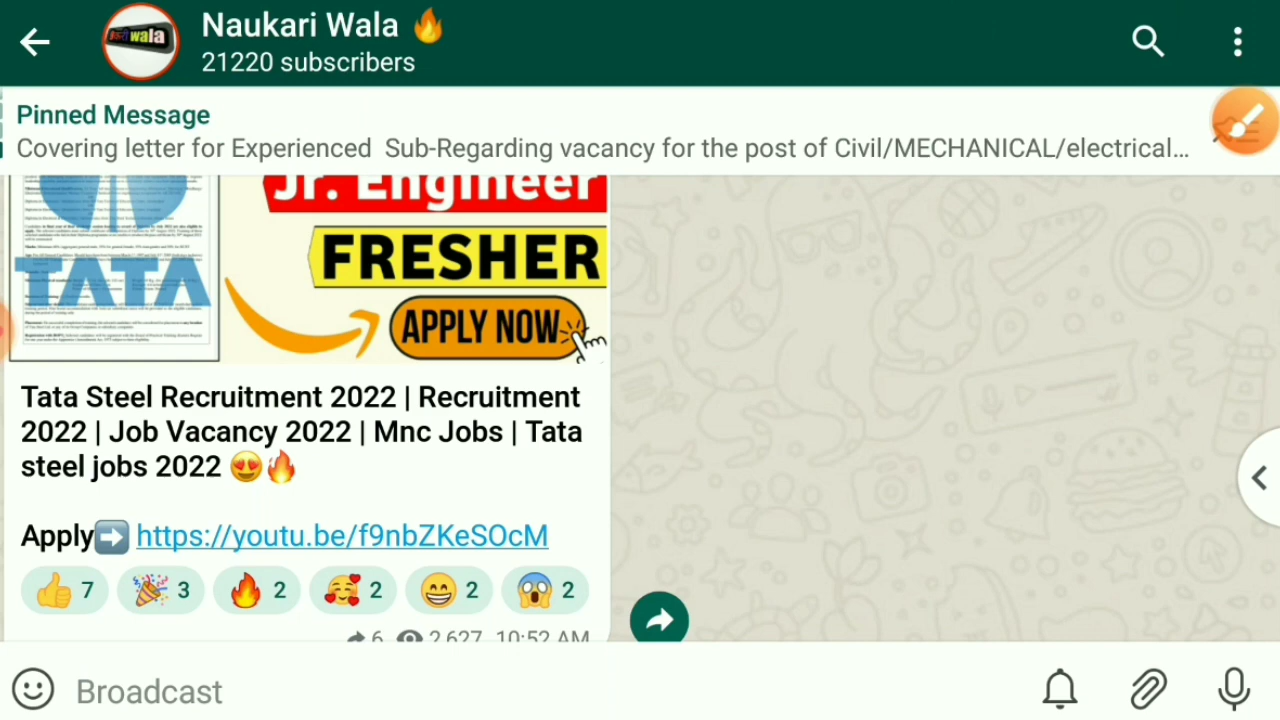 wala
Naukari Wala 🔥
21220 subscribers
Pinned Message
Covering letter for Experienced Sub-Regarding vacancy for the post of Civil/MECHANICAL/electrical...
Jr. Engineer
FRESHER
TATA
APPLY NOW
Tata Steel Recruitment 2022 | Recruitment
2022 | Job Vacancy 2022 | Mnc Jobs | Tata
steel jobs 2022 😍🔥
Apply➡️ https://youtu.be/f9nbZKeSOcM
👍 7 🎉 3 🔥 2 🥰 2 😁 2 😱 2
6 2,627 10:52 AM
Broadcast